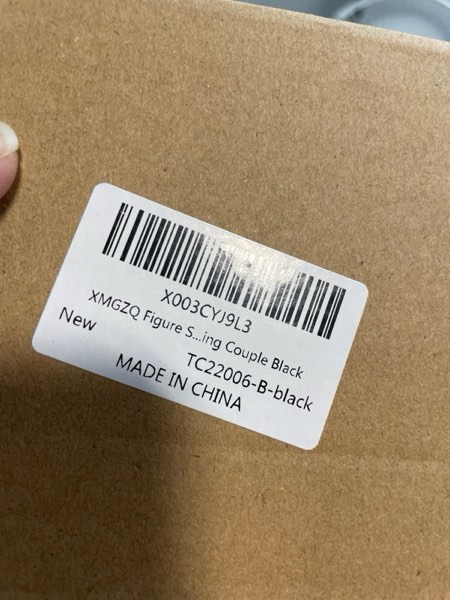 X003CYJ9L3
XMGZQ Figure S...ing Couple Black
New
TC22006-B-black
MADE IN CHINA